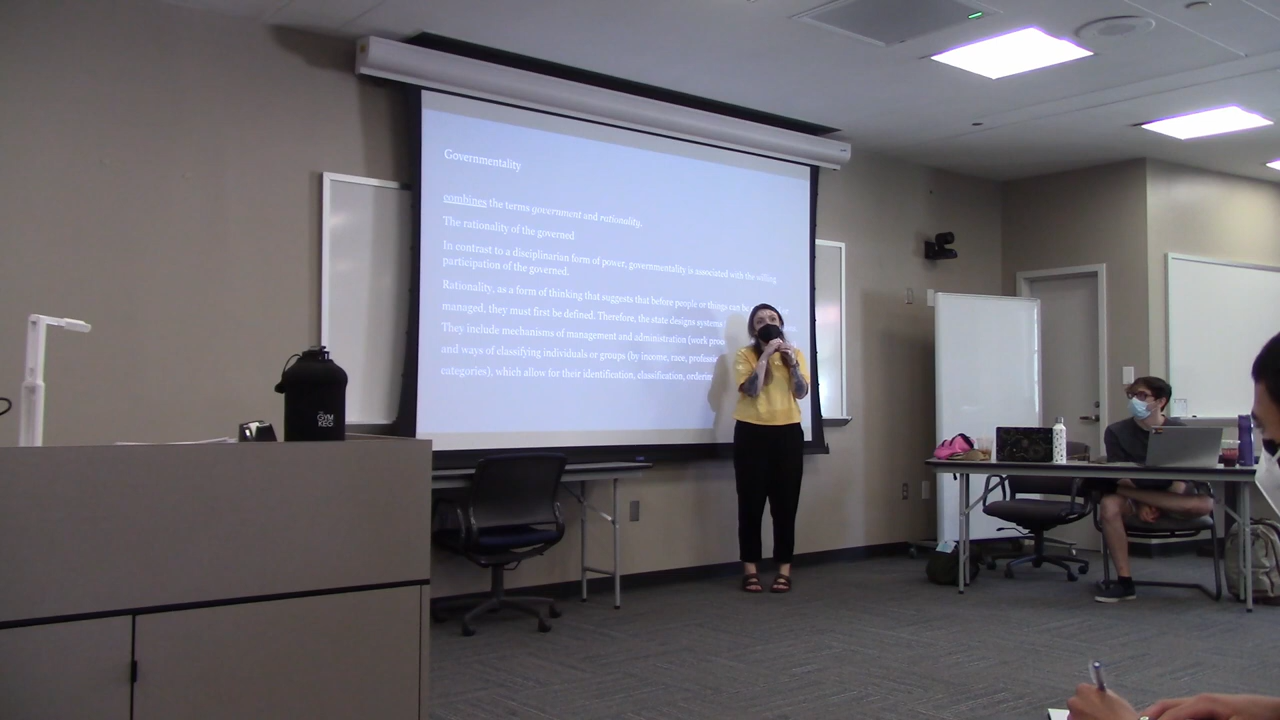 Governmentality
combines the terms government and rationality.
The rationality of the governed
In contrast to a disciplinarian form of power, governmentality is associated with the willing
participation of the governed.
Rationality, as a form of thinking that suggests that before people or things can be
managed, they must first be defined. Therefore, the state designs systems
They include mechanisms of management and administration (work
and ways of classifying individuals or groups (by income, race,
categories), which allow for their identification, classification,
GYM
KEG